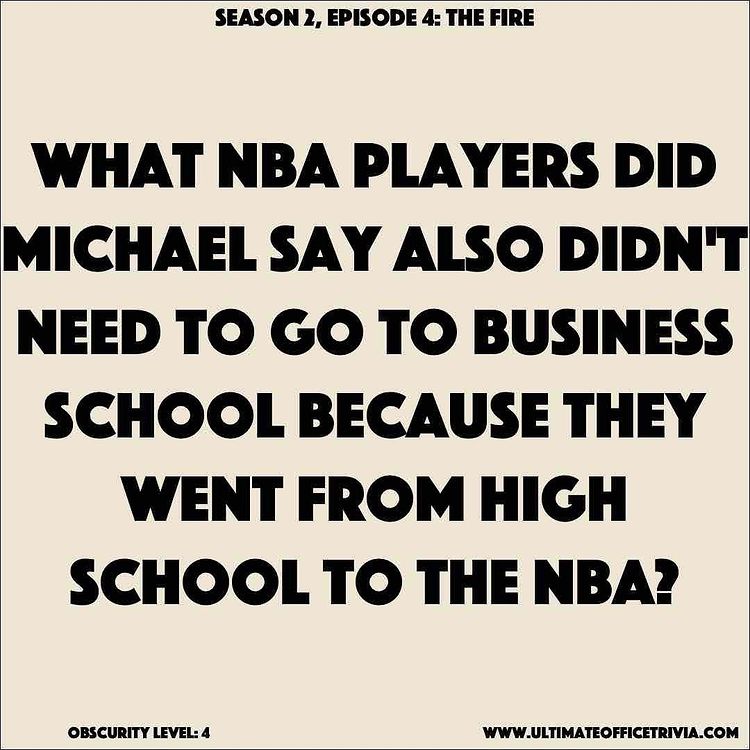 SEASON 2, EPISODE 4: THE FIRE
WHAT NBA PLAYERS DID
MICHAEL SAY ALSO DIDN'T
NEED TO GO TO BUSINESS
SCHOOL BECAUSE THEY
WENT FROM HIGH
SCHOOL TO THE NBA?
OBSCURITY LEVEL: 4
WWW.ULTIMATEOFFICETRIVIA.COM